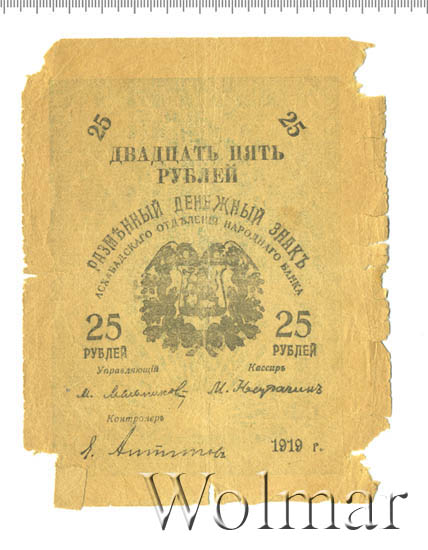 25 25
ДВАДЦАТЬ ПЯТЬ
РУБЛЕЙ
РАЗМѢННЫЙ ДЕНЕЖНЫЙ ЗНАКЪ
АСХАБАДСКАГО ОТДѢЛЕНІЯ НАРОДНАГО БАНКА
25 25
РУБЛЕЙ РУБЛЕЙ
Управляющій Кассиръ
М. М.
Контролеръ
1919 г.
Wolmar